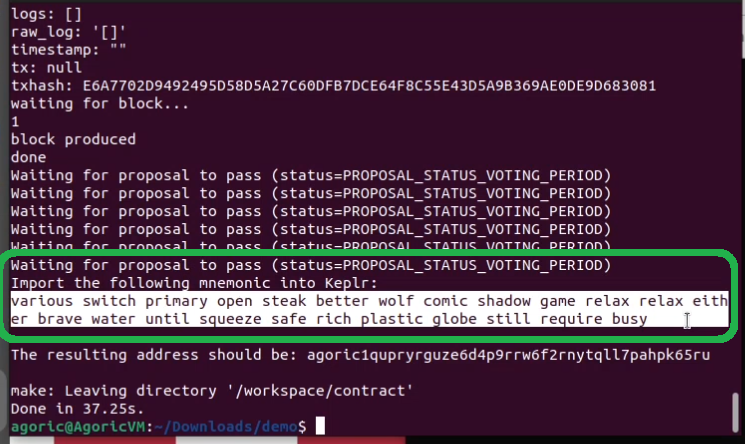 logs: []
raw_log: '[]'
timestamp: ""
tx: null
txhash: E6A7702D9492495D58D5A27C60DFB7DCE64F8C55E43D5A9B369AE0DE9D683081
waiting for block...
1
block produced
done
Waiting for proposal to pass (status=PROPOSAL_STATUS_VOTING_PERIOD)
Waiting for proposal to pass (status=PROPOSAL_STATUS_VOTING_PERIOD)
Waiting for proposal to pass (status=PROPOSAL_STATUS_VOTING_PERIOD)
Waiting for proposal to pass (status=PROPOSAL_STATUS_VOTING_PERIOD)
Waiting for proposal to pass (status=PROPOSAL_STATUS_VOTING_PERIOD)
Waiting for proposal to pass (status=PROPOSAL_STATUS_VOTING_PERIOD)
Import the following mnemonic into Keplr:
various switch primary open steak better wolf comic shadow game relax relax eith
er brave water until squeeze safe rich plastic globe still require busy
The resulting address should be: agoric1qupryrguze6d4p9rrw6f2rnytqll7pahpk65ru
make: Leaving directory '/workspace/contract'
Done in 37.25s.
agoric@AgoricVM:~/Downloads/demo$